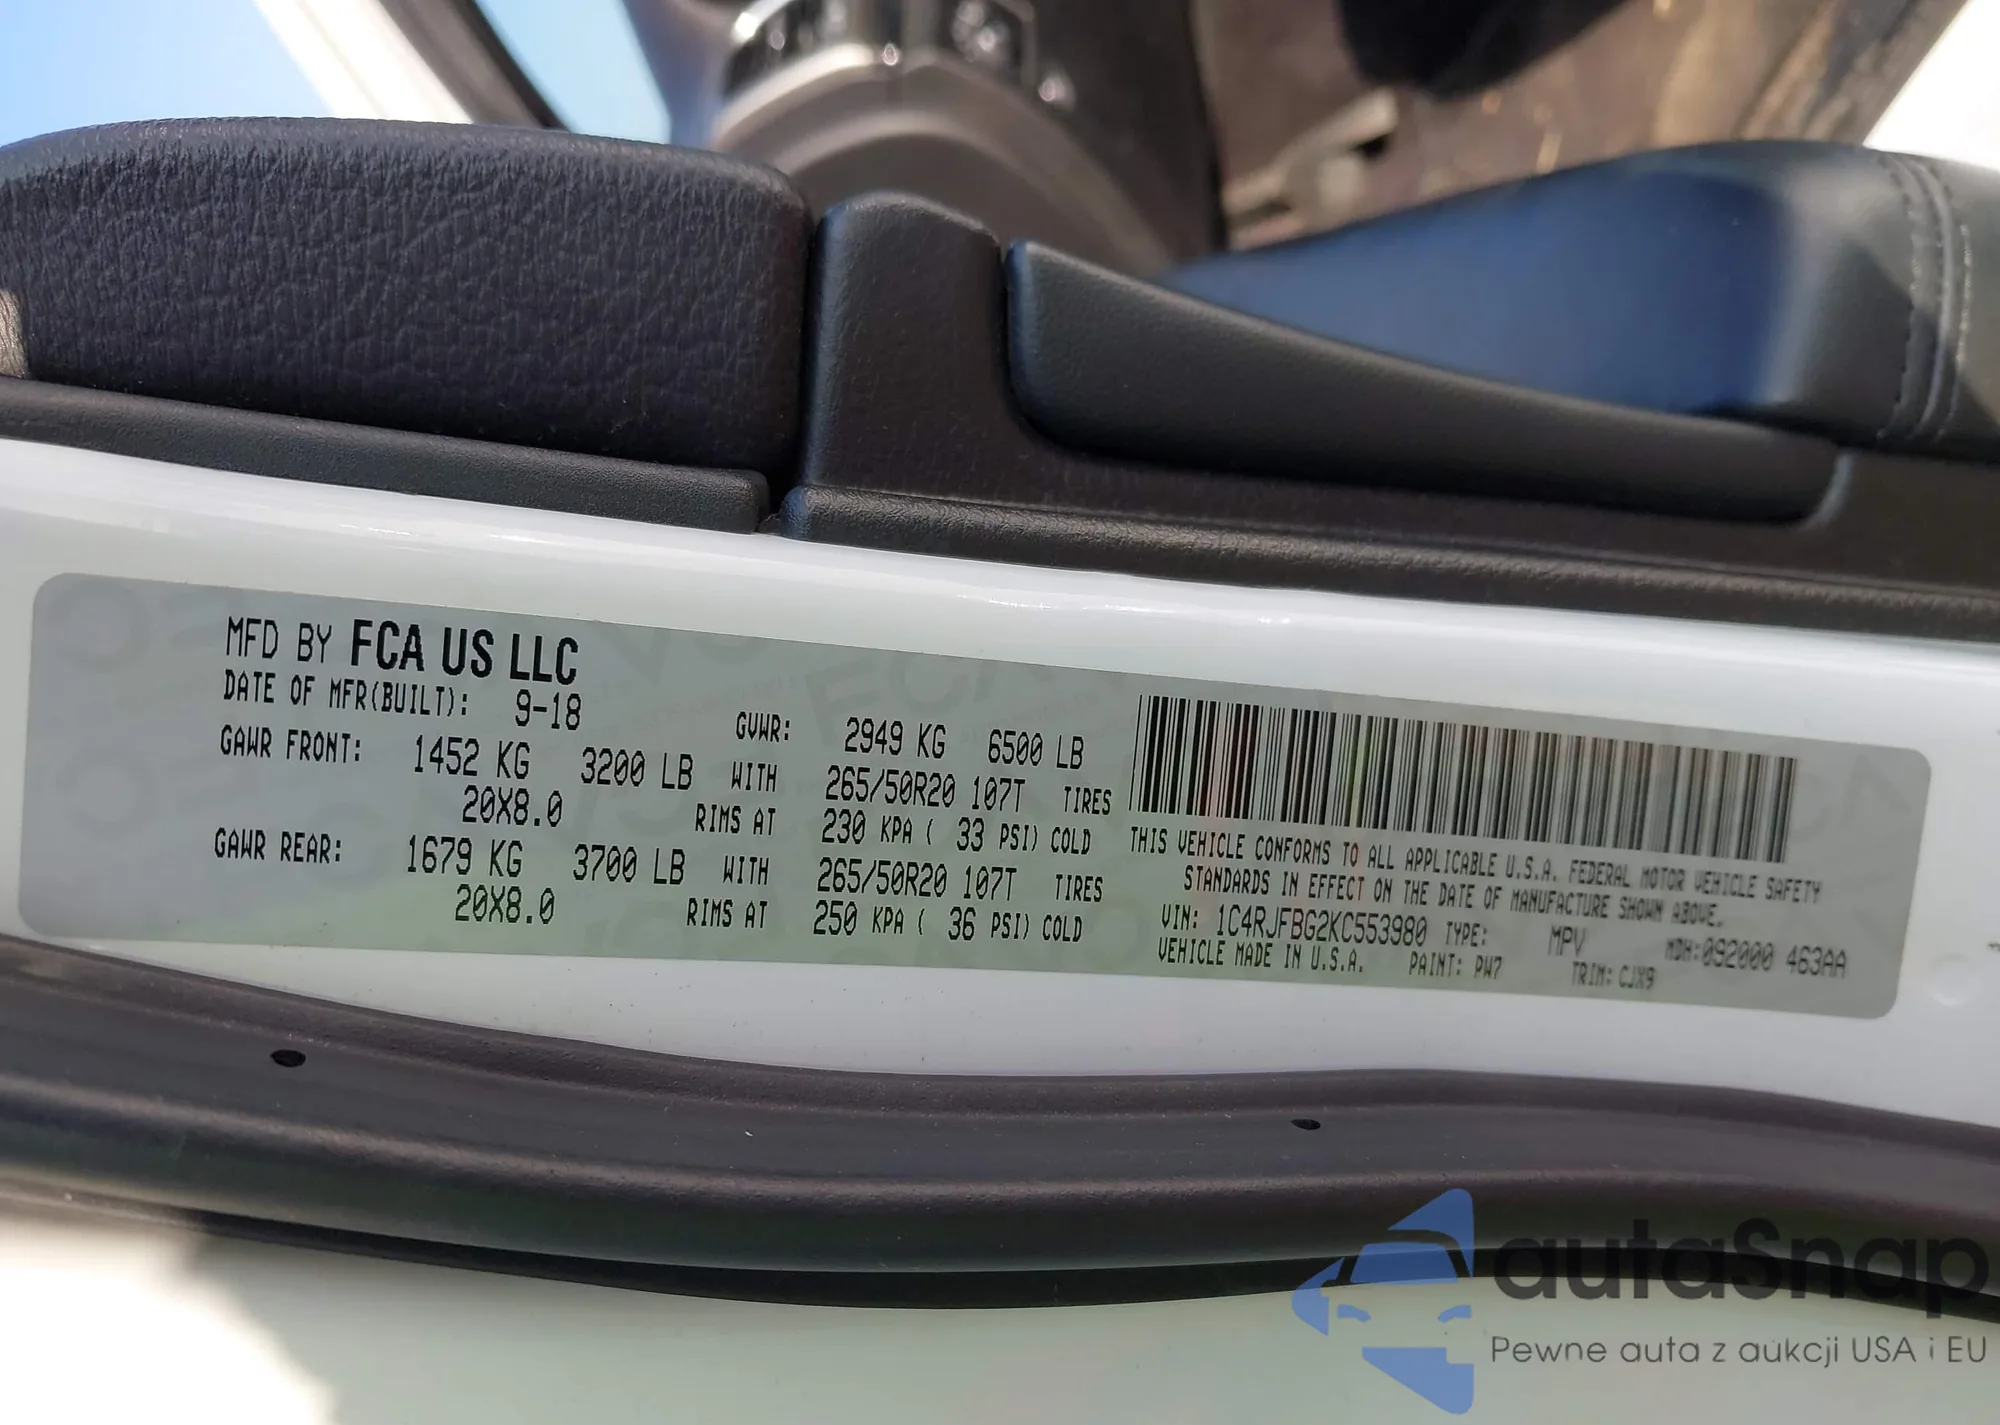 MFD BY FCA US LLC
DATE OF MFR(BUILT): 9-18 GVWR: 2949 KG 6500 LB
GAWR FRONT: 1452 KG 3200 LB WITH 265/50R20 107T TIRES
20X8.0 RIMS AT 230 KPA ( 33 PSI) COLD
GAWR REAR: 1679 KG 3700 LB WITH 265/50R20 107T TIRES
20X8.0 RIMS AT 250 KPA ( 36 PSI) COLD
THIS VEHICLE CONFORMS TO ALL APPLICABLE U.S.A. FEDERAL MOTOR VEHICLE SAFETY
STANDARDS IN EFFECT ON THE DATE OF MANUFACTURE SHOWN ABOVE.
VIN: 1C4RJFBG2KC553980 TYPE: MPV MDH:092000 463AA
VEHICLE MADE IN U.S.A. PAINT: PW7 TRIM: CJX9
autaSnap
Pewne auta z aukcji USA i EU